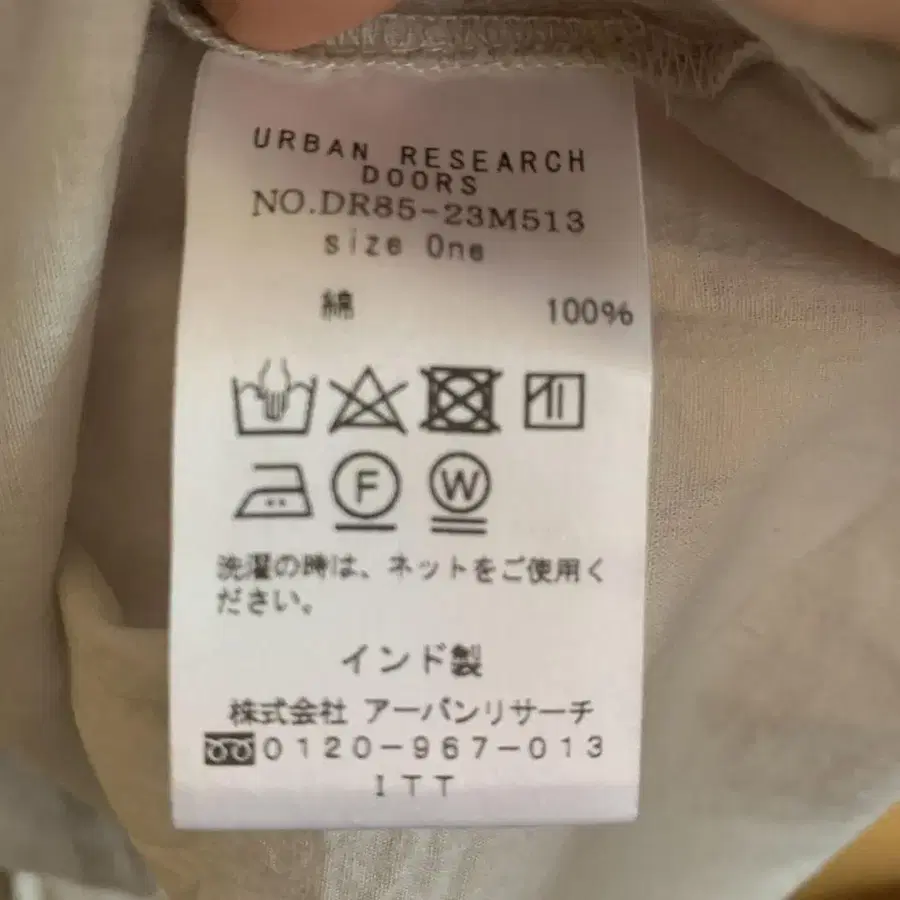 URBAN RESEARCH
DOORS
NO.DR85-23M513
size One
綿 100%
F W
洗濯の時は、ネットをご使用く
ださい。
インド製
株式会社 アーバンリサーチ
0120-967-013
ITT